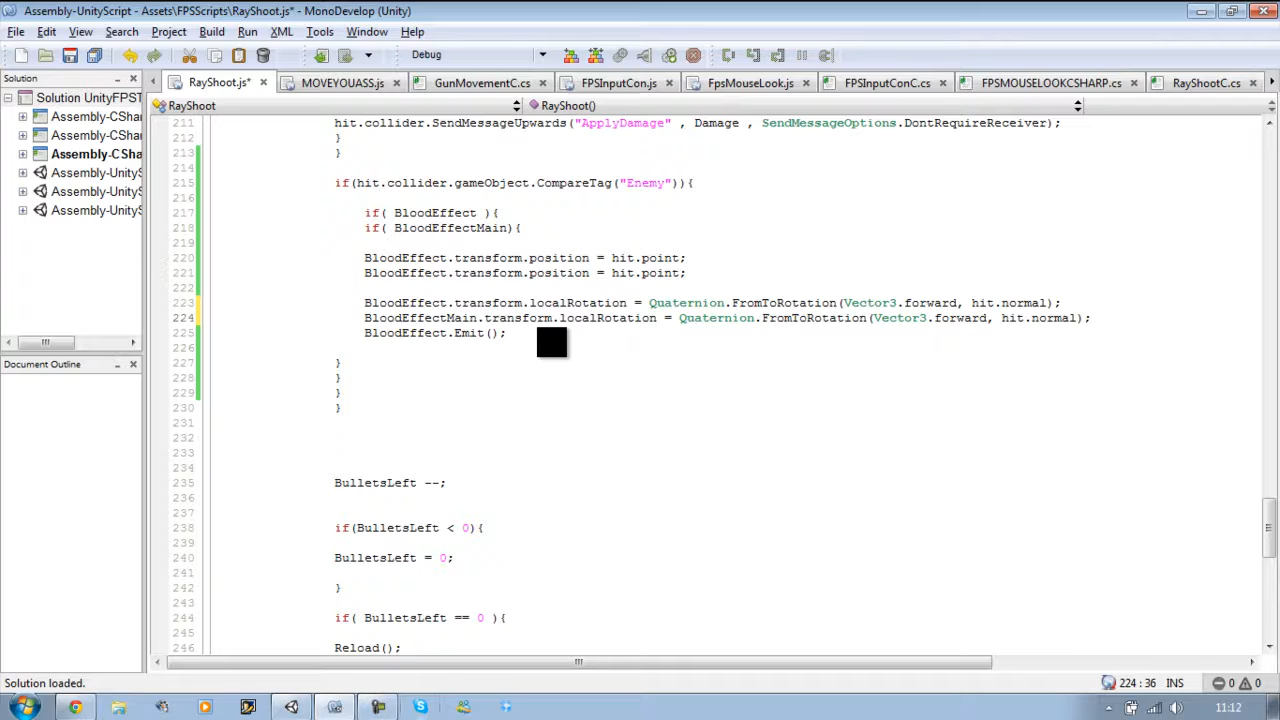 Assembly-UnityScript - Assets\FPSScripts\RayShoot.js* - MonoDevelop (Unity)
File Edit View Search Project Build Run XML Tools Window Help
Debug
Solution
RayShoot.js* MOVEYOUASS.js GunMovementC.cs FPSInputCon.js FpsMouseLook.js FPSInputConC.cs FPSMOUSELOOKCSHARP.cs RayShootC.cs
Solution UnityFPST
RayShoot RayShoot()
Assembly-CShar
Assembly-CShar
Assembly-CSha
Assembly-UnityS
Assembly-UnityS
Assembly-UnityS
Document Outline
211 hit.collider.SendMessageUpwards("ApplyDamage" , Damage , SendMessageOptions.DontRequireReceiver);
212 }
213 }
214
215 if(hit.collider.gameObject.CompareTag("Enemy")){
216
217 if( BloodEffect ){
218 if( BloodEffectMain){
219
220 BloodEffect.transform.position = hit.point;
221 BloodEffect.transform.position = hit.point;
222
223 BloodEffect.transform.localRotation = Quaternion.FromToRotation(Vector3.forward, hit.normal);
224 BloodEffectMain.transform.localRotation = Quaternion.FromToRotation(Vector3.forward, hit.normal);
225 BloodEffect.Emit();
226
227 }
228 }
229 }
230 }
231
232
233
234
235 BulletsLeft --;
236
237
238 if(BulletsLeft < 0){
239
240 BulletsLeft = 0;
241
242 }
243
244 if( BulletsLeft == 0 ){
245
246 Reload();
Solution loaded. 224 : 36 INS 0 0
11:12